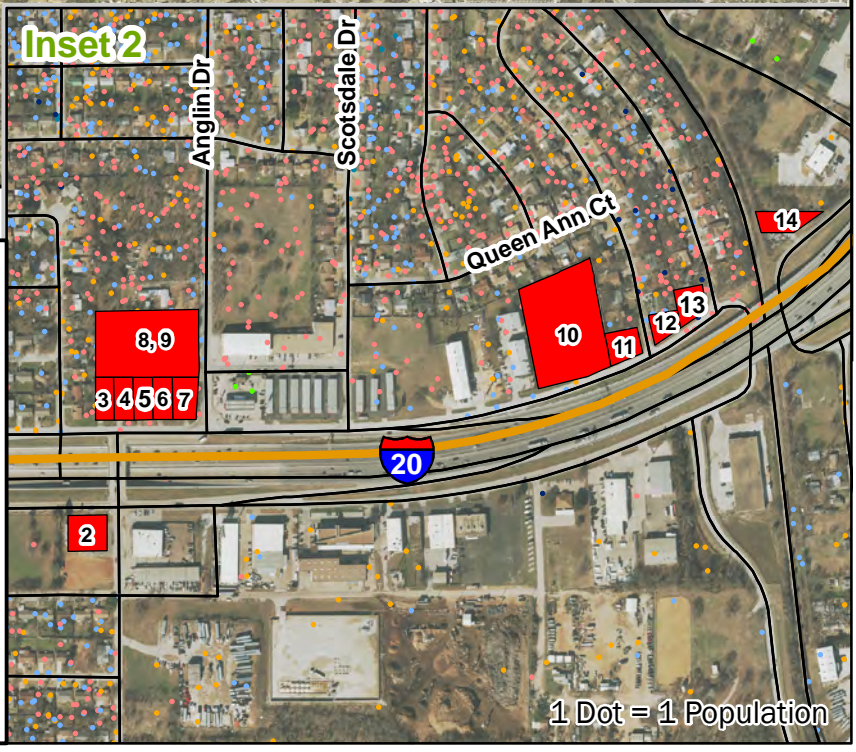 Inset 2
Anglin Dr
Scotsdale Dr
Queen Ann Ct
14
13
12
11
10
8, 9
3 4 5 6 7
20
2
1 Dot = 1 Population